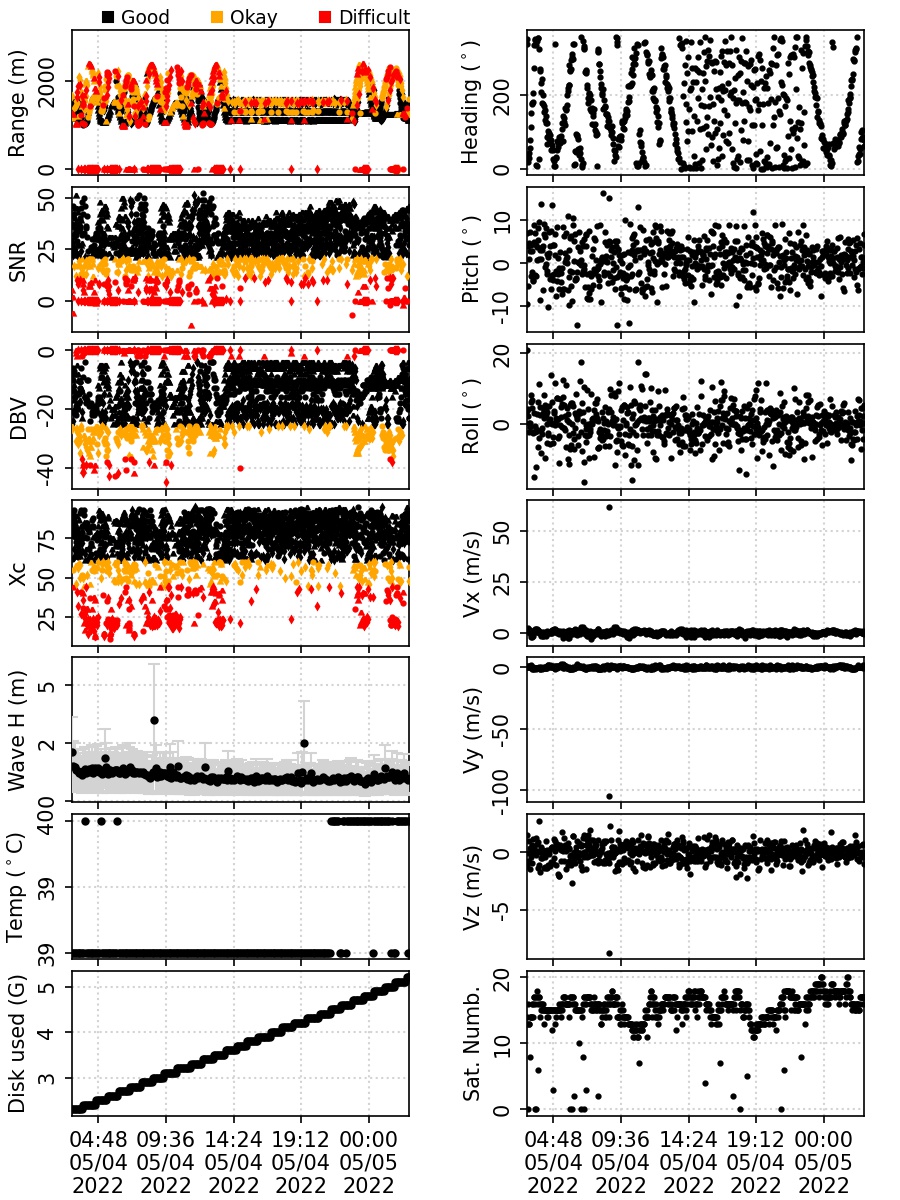 Good Okay Difficult
Range (m)
2000
0
Heading (°)
200
0
SNR
50
25
0
Pitch (°)
10
0
-10
DBV
0
-20
-40
Roll (°)
20
0
Xc
75
50
25
Vx (m/s)
50
25
0
Wave H (m)
5
2
0
Vy (m/s)
0
-50
-100
Temp (°C)
40
39
39
Vz (m/s)
0
-5
Disk used (G)
5
4
3
Sat. Numb.
20
10
0
04:48 09:36 14:24 19:12 00:00
05/04 05/04 05/04 05/04 05/05
2022 2022 2022 2022 2022
04:48 09:36 14:24 19:12 00:00
05/04 05/04 05/04 05/04 05/05
2022 2022 2022 2022 2022